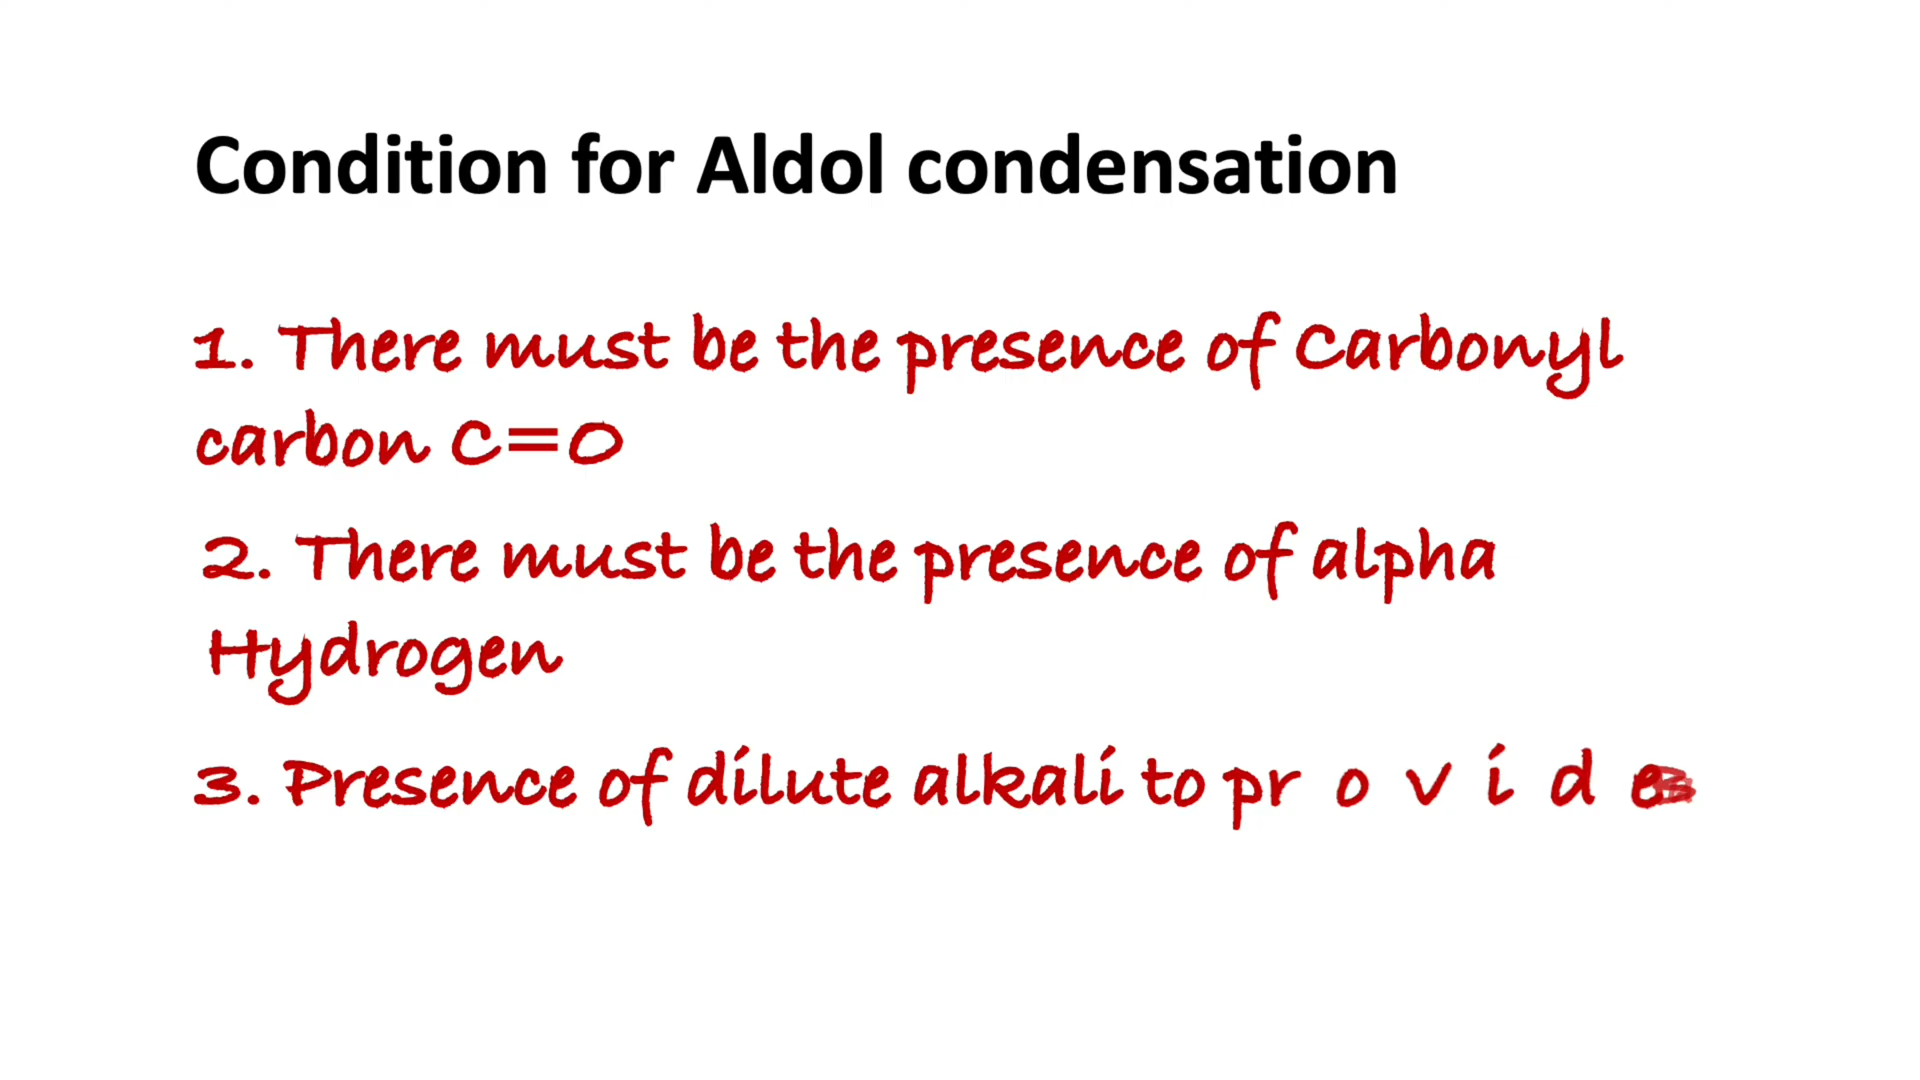 Condition for Aldol condensation
1. There must be the presence of Carbonyl
carbon C=O
2. There must be the presence of alpha
Hydrogen
3. Presence of dilute alkali to pr o v i d e